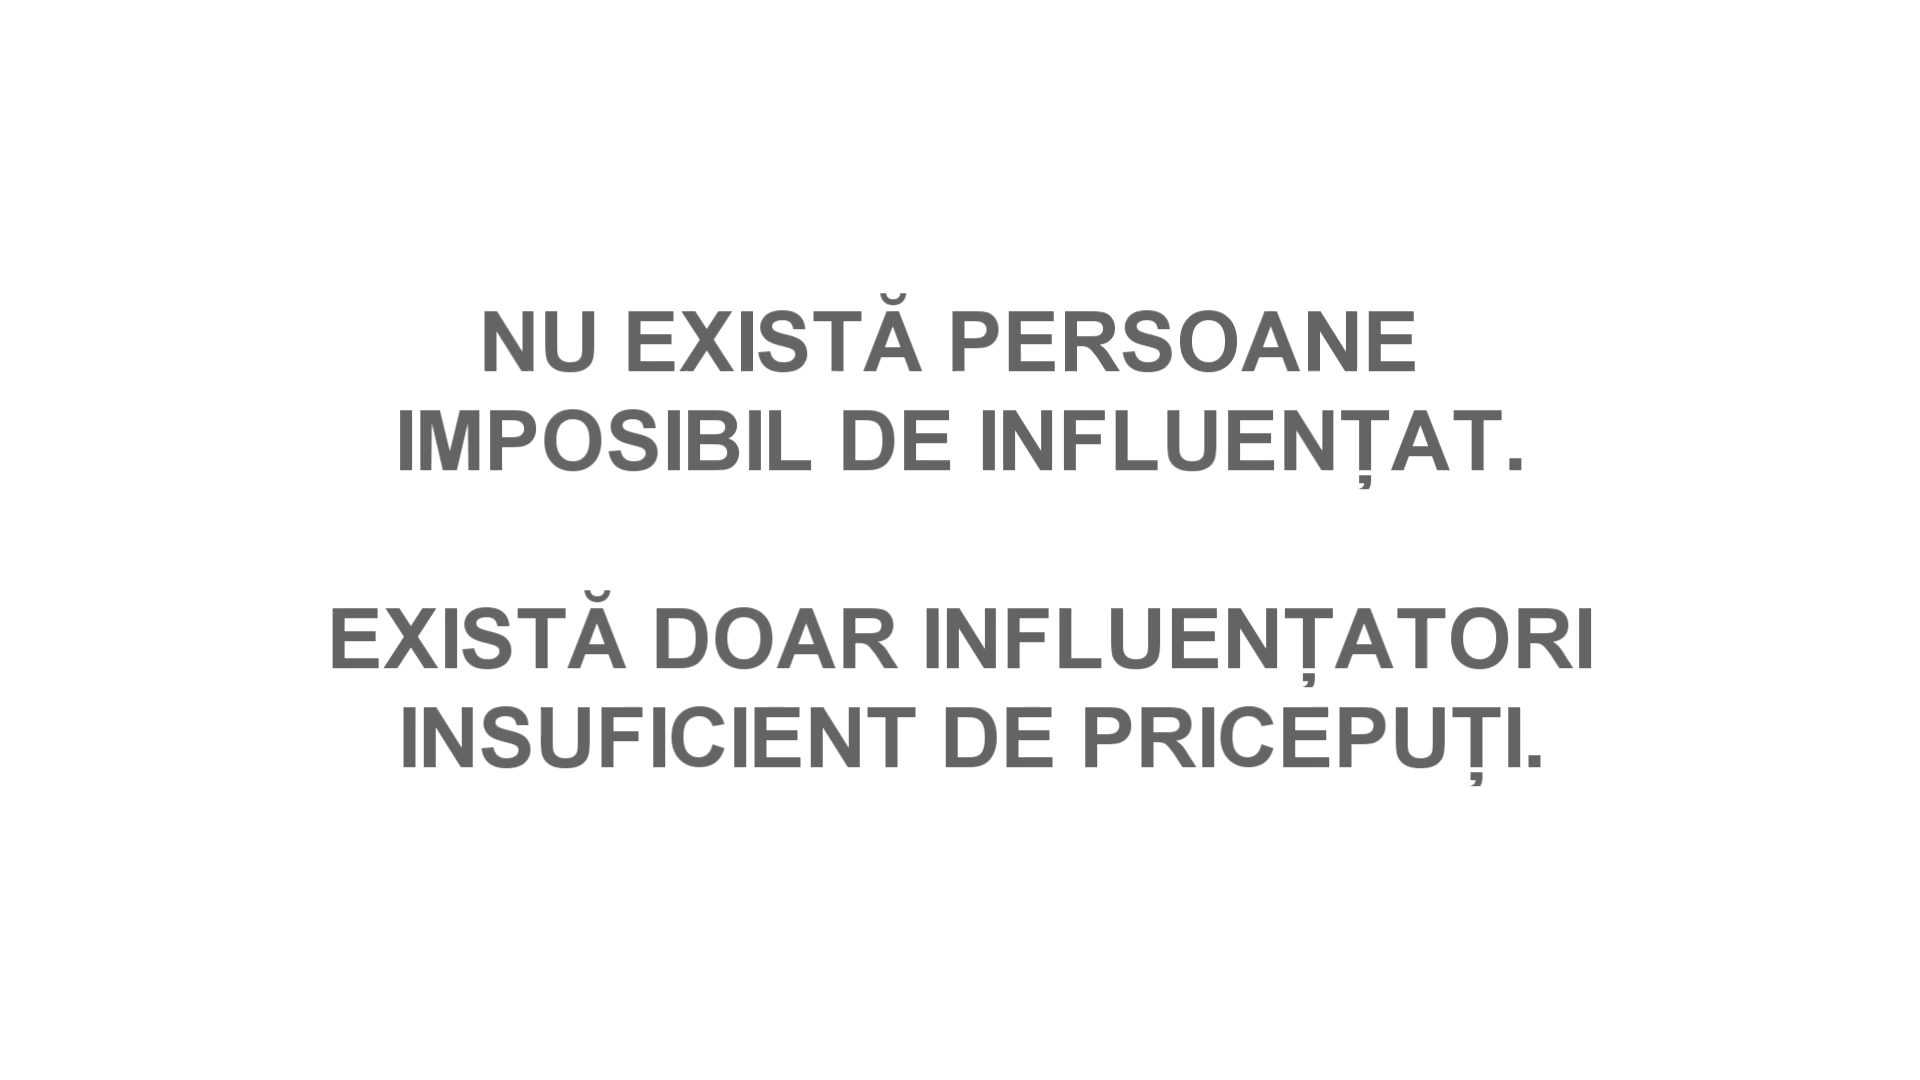 NU EXISTĂ PERSOANE
IMPOSIBIL DE INFLUENȚAT.
EXISTĂ DOAR INFLUENȚATORI
INSUFICIENT DE PRICEPUȚI.